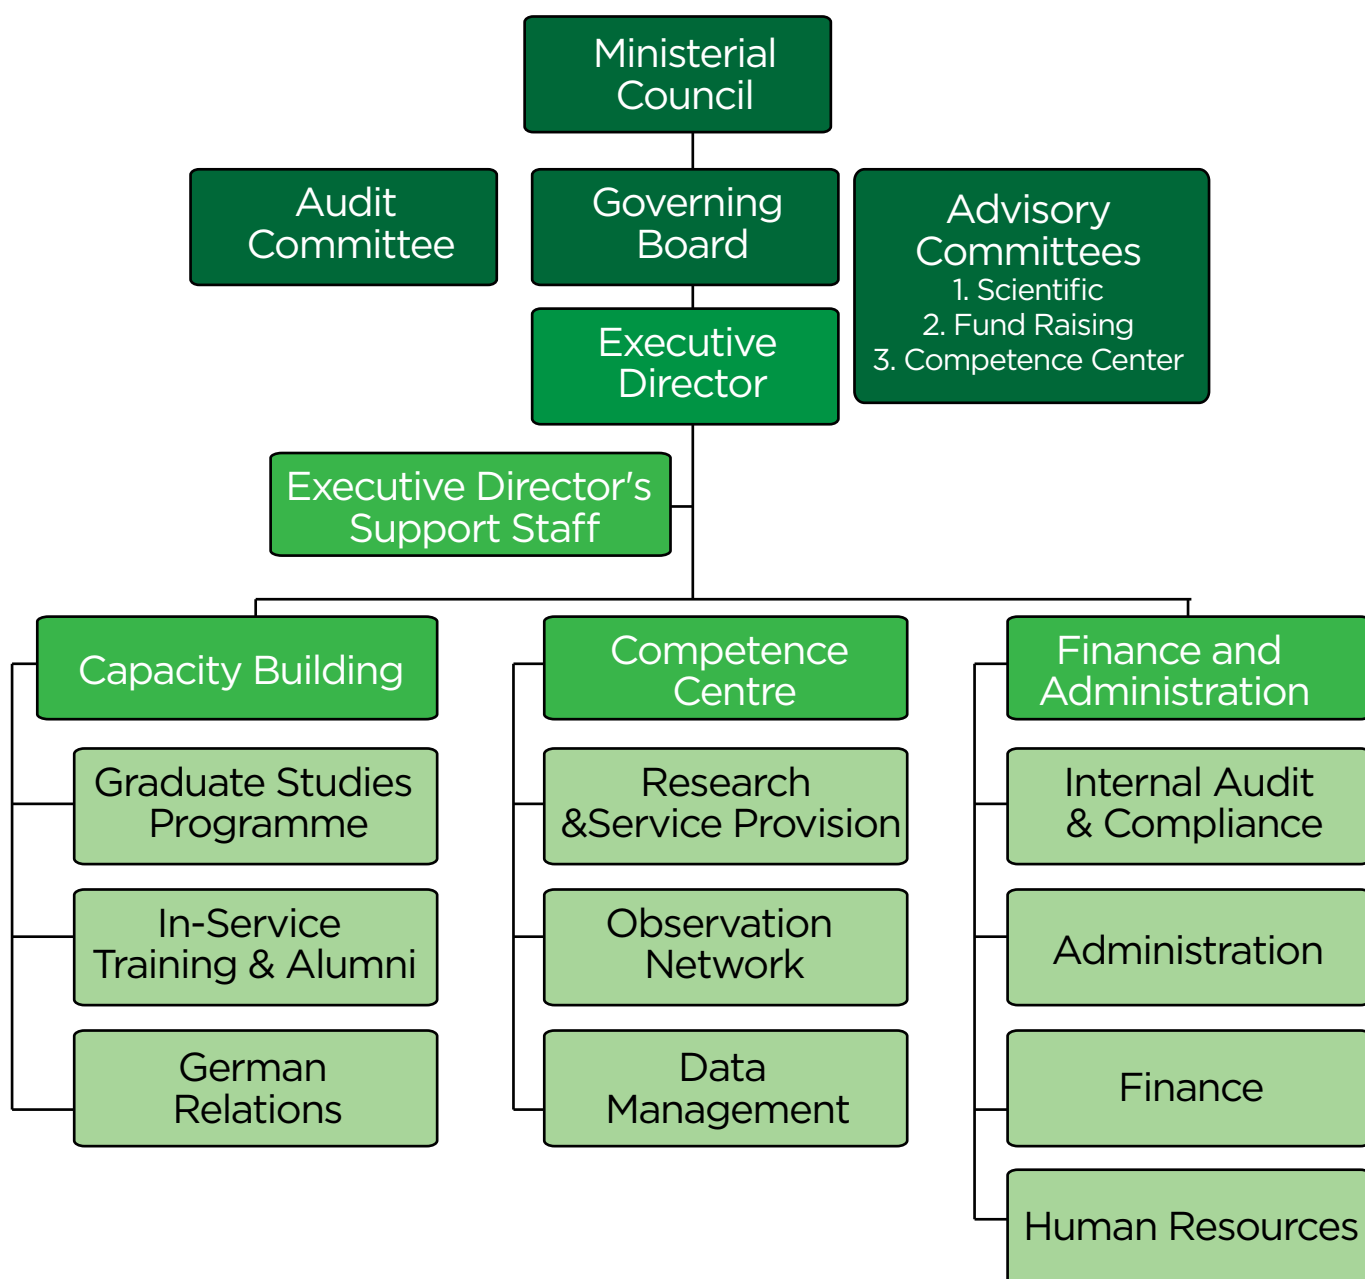 Ministerial
Council
Audit
Committee
Governing
Board
Advisory
Committees
1. Scientific
2. Fund Raising
3. Competence Center
Executive
Director
Executive Director's
Support Staff
Capacity Building
Competence
Centre
Finance and
Administration
Graduate Studies
Programme
Research
&Service Provision
Internal Audit
& Compliance
In-Service
Training & Alumni
Observation
Network
Administration
German
Relations
Data
Management
Finance
Human Resources